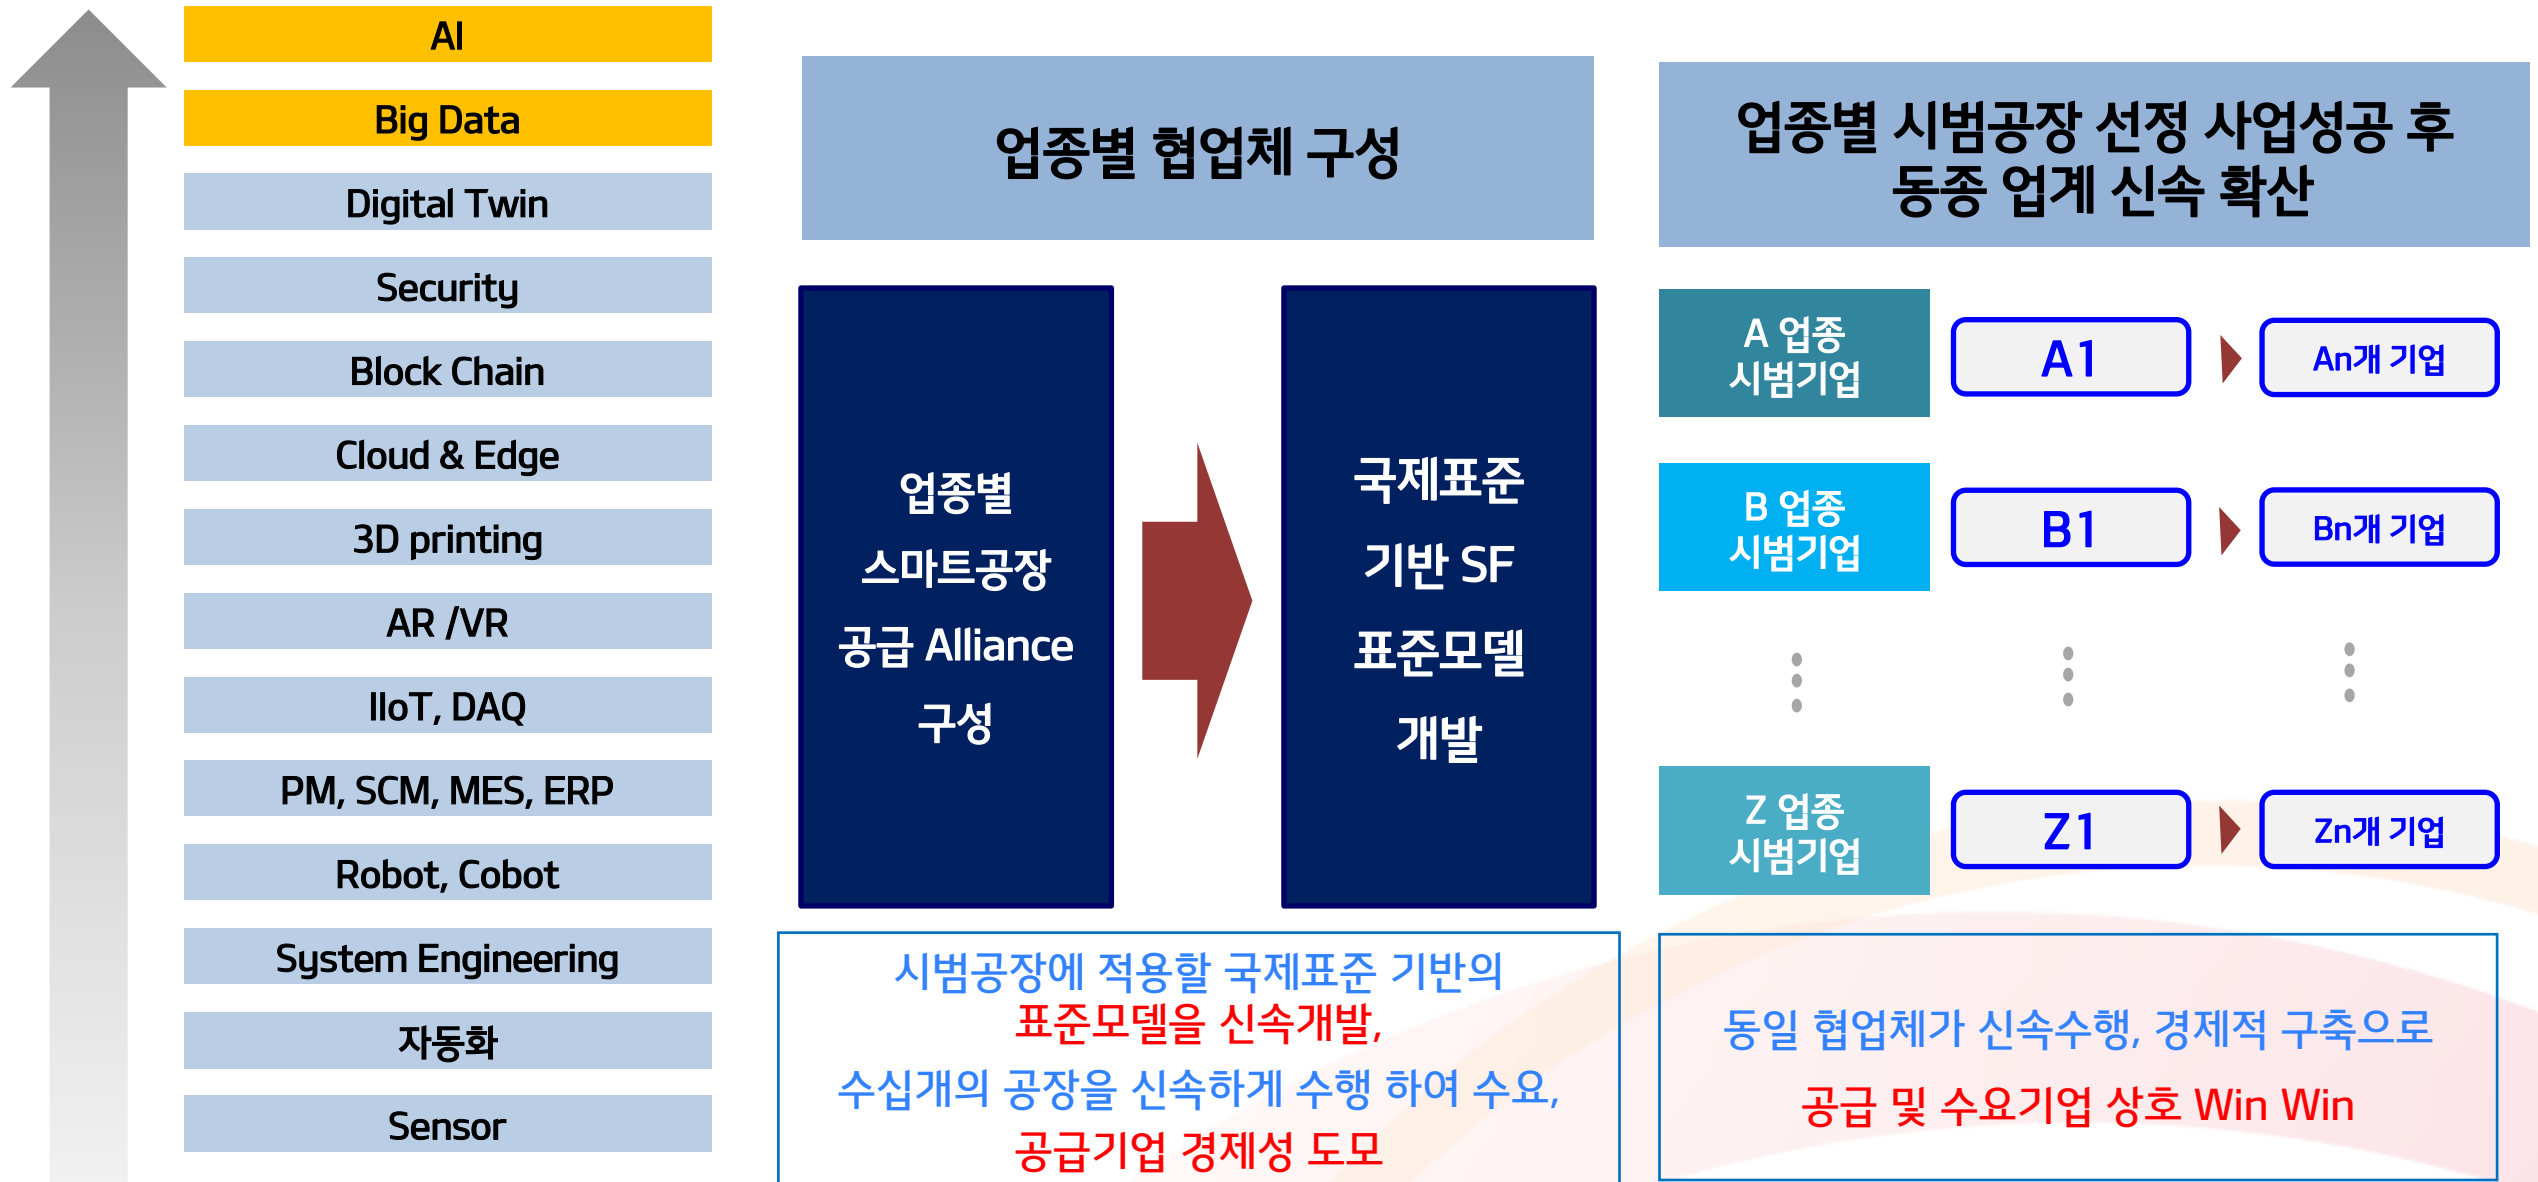 AI
Big Data
Digital Twin
Security
Block Chain
Cloud & Edge
3D printing
AR /VR
IIoT, DAQ
PM, SCM, MES, ERP
Robot, Cobot
System Engineering
자동화
Sensor
업종별 협업체 구성
업종별
스마트공장
공급 Alliance
구성
국제표준
기반 SF
표준모델
개발
시범공장에 적용할 국제표준 기반의
표준모델을 신속개발,
수십개의 공장을 신속하게 수행 하여 수요,
공급기업 경제성 도모
업종별 시범공장 선정 사업성공 후
동종 업계 신속 확산
A 업종
시범기업
A1
An개 기업
B 업종
시범기업
B1
Bn개 기업
Z 업종
시범기업
Z1
Zn개 기업
동일 협업체가 신속수행, 경제적 구축으로
공급 및 수요기업 상호 Win Win